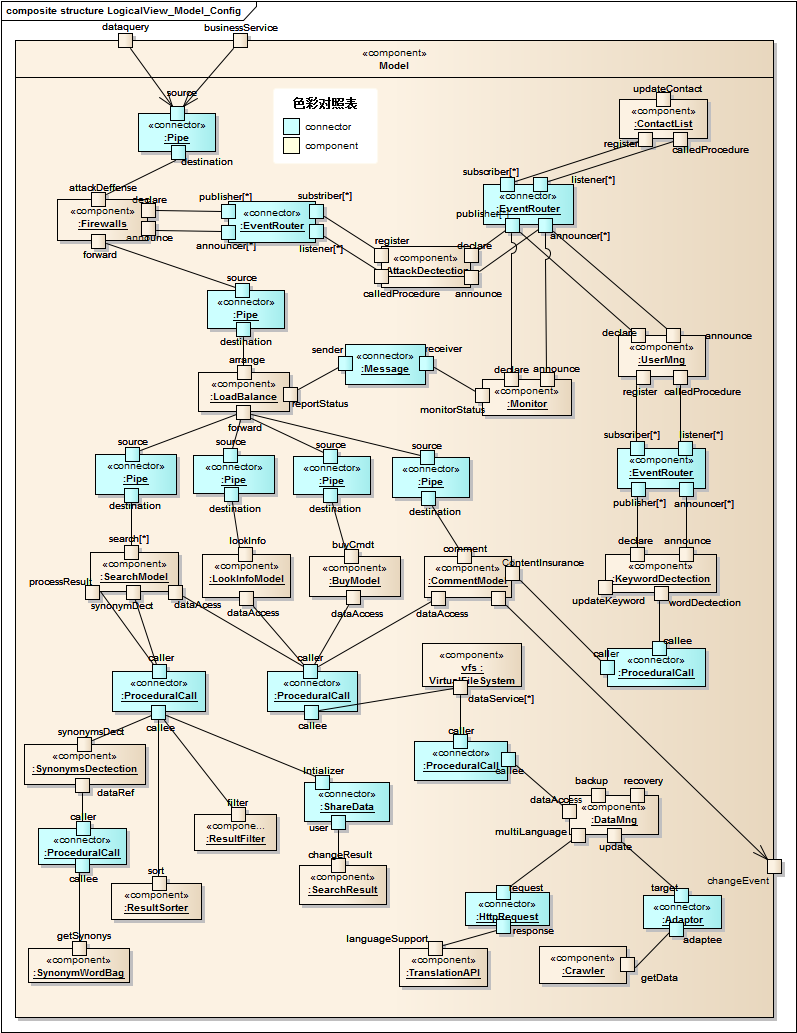 composite structure LogicalView_Model_Config
dataquery
businessService
«component»
Model
source
色彩对照表
connector
component
updateContact
«connector»
:Pipe
destination
«component»
:ContactList
register
calledProcedure
attackDeffense
declare
«component»
:Firewalls
announce
forward
publisher[*]
substriber[*]
«connector»
:EventRouter
announcer[*]
listener[*]
subscriber[*]
listener[*]
«connector»
:EventRouter
publisher[
announcer[*]
register
declare
«component»
AttackDectection
calledProcedure
announce
source
«connector»
:Pipe
destination
arrange
«component»
:LoadBalance
reportStatus
forward
sender
receiver
«connector»
:Message
declare
announce
monitorStatus
«component»
:Monitor
declare
announce
«component»
:UserMng
register
calledProcedure
source
«connector»
:Pipe
destination
source
«connector»
:Pipe
destination
source
«connector»
:Pipe
destination
source
«connector»
:Pipe
destination
subscriber[*]
listener[*]
«connector»
:EventRouter
publisher[*]
announcer[*]
search[*]
«component»
:SearchModel
processResult
synonymDect
dataAcess
lookInfo
«component»
:LookInfoModel
dataAccess
buyCmdt
«component»
:BuyModel
dataAccess
comment
ContentInsurance
«component»
:CommentModel
dataAccess
declare
announce
«component»
:KeywordDectection
updateKeyword
wordDectection
caller
«connector»
:ProceduralCall
callee
caller
«connector»
:ProceduralCall
callee
«component»
vfs :
VirtualFileSystem
dataService[*]
callee
caller
«connector»
:ProceduralCall
synonymsDect
«component»
:SynonymsDectection
dataRef
Intializer
«connector»
:ShareData
user
caller
«connector»
:ProceduralCall
callee
backup
recovery
dataAccess
«component»
:DataMng
multiLanguage
update
caller
«connector»
:ProceduralCall
callee
filter
«compone...
:ResultFilter
changeResult
«component»
:SearchResult
sort
«component»
:ResultSorter
changeEvent
request
«connector»
:HttpRequest
response
target
«connector»
:Adaptor
adaptee
getSynonys
«component»
:SynonymWordBag
languageSupport
«component»
:TranslationAPI
«component»
:Crawler
getData